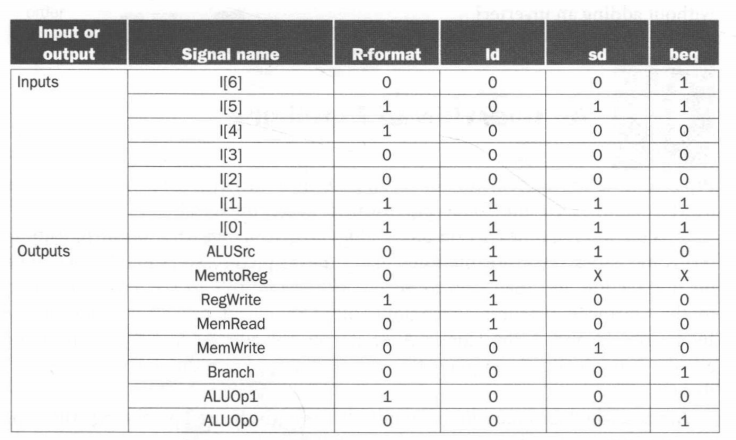 Input or output Signal name R-format ld sd beq
Inputs I[6] 0 0 0 1
I[5] 1 0 1 1
I[4] 1 0 0 0
I[3] 0 0 0 0
I[2] 0 0 0 0
I[1] 1 1 1 1
I[0] 1 1 1 1
Outputs ALUSrc 0 1 1 0
MemtoReg 0 1 X X
RegWrite 1 1 0 0
MemRead 0 1 0 0
MemWrite 0 0 1 0
Branch 0 0 0 1
ALUOp1 1 0 0 0
ALUOp0 0 0 0 1